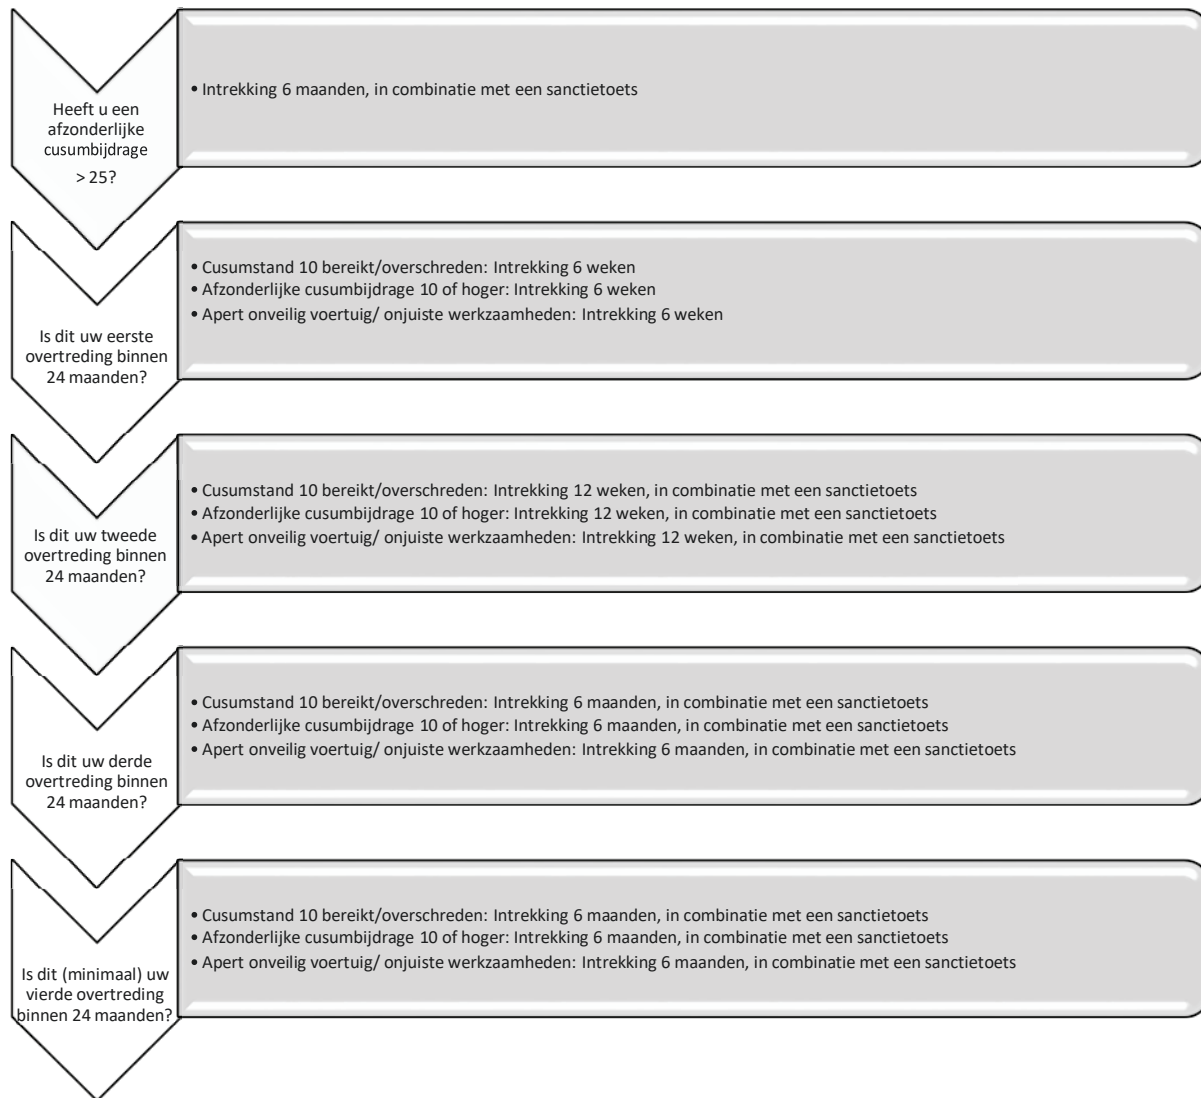 Heeft u een
afzonderlijke
cusumbijdrage
> 25?
• Intrekking 6 maanden, in combinatie met een sanctietoets
Is dit uw eerste
overtreding binnen
24 maanden?
• Cusumstand 10 bereikt/overschreden: Intrekking 6 weken
• Afzonderlijke cusumbijdrage 10 of hoger: Intrekking 6 weken
• Apert onveilig voertuig/ onjuiste werkzaamheden: Intrekking 6 weken
Is dit uw tweede
overtreding binnen
24 maanden?
• Cusumstand 10 bereikt/overschreden: Intrekking 12 weken, in combinatie met een sanctietoets
• Afzonderlijke cusumbijdrage 10 of hoger: Intrekking 12 weken, in combinatie met een sanctietoets
• Apert onveilig voertuig/ onjuiste werkzaamheden: Intrekking 12 weken, in combinatie met een sanctietoets
Is dit uw derde
overtreding binnen
24 maanden?
• Cusumstand 10 bereikt/overschreden: Intrekking 6 maanden, in combinatie met een sanctietoets
• Afzonderlijke cusumbijdrage 10 of hoger: Intrekking 6 maanden, in combinatie met een sanctietoets
• Apert onveilig voertuig/ onjuiste werkzaamheden: Intrekking 6 maanden, in combinatie met een sanctietoets
Is dit (minimaal) uw
vierde overtreding
binnen 24 maanden?
• Cusumstand 10 bereikt/overschreden: Intrekking 6 maanden, in combinatie met een sanctietoets
• Afzonderlijke cusumbijdrage 10 of hoger: Intrekking 6 maanden, in combinatie met een sanctietoets
• Apert onveilig voertuig/ onjuiste werkzaamheden: Intrekking 6 maanden, in combinatie met een sanctietoets